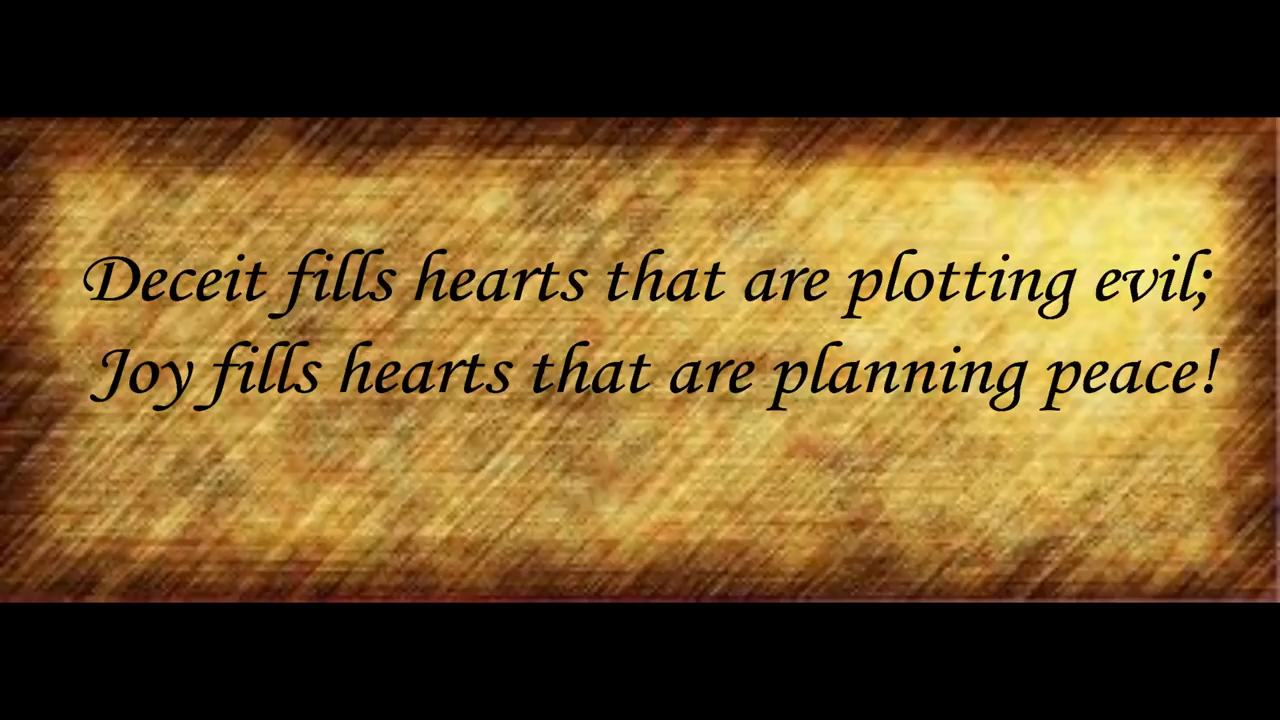 Deceit fills hearts that are plotting evil;
Joy fills hearts that are planning peace!